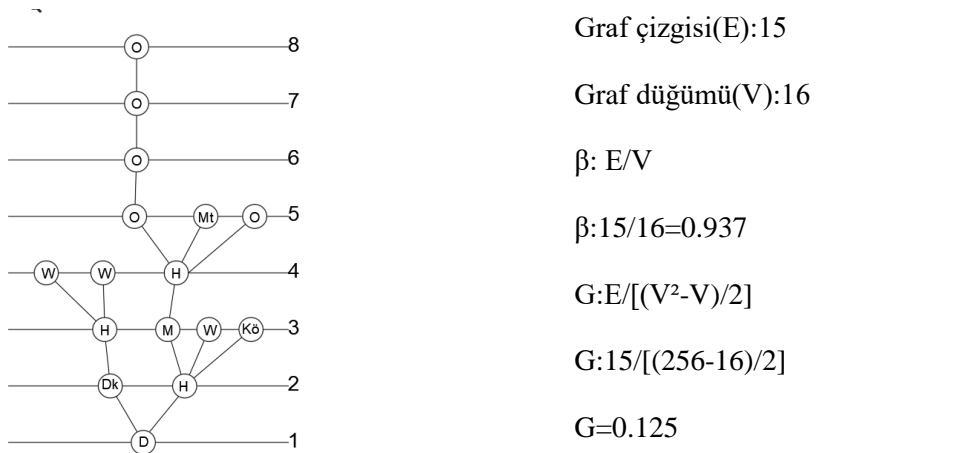 O 8
O 7
O 6
O Mt O 5
W W H 4
H M W Kö 3
Dk H 2
D 1
Graf çizgisi(E):15
Graf düğümü(V):16
β: E/V
β:15/16=0.937
G:E/[(V²-V)/2]
G:15/[(256-16)/2]
G=0.125